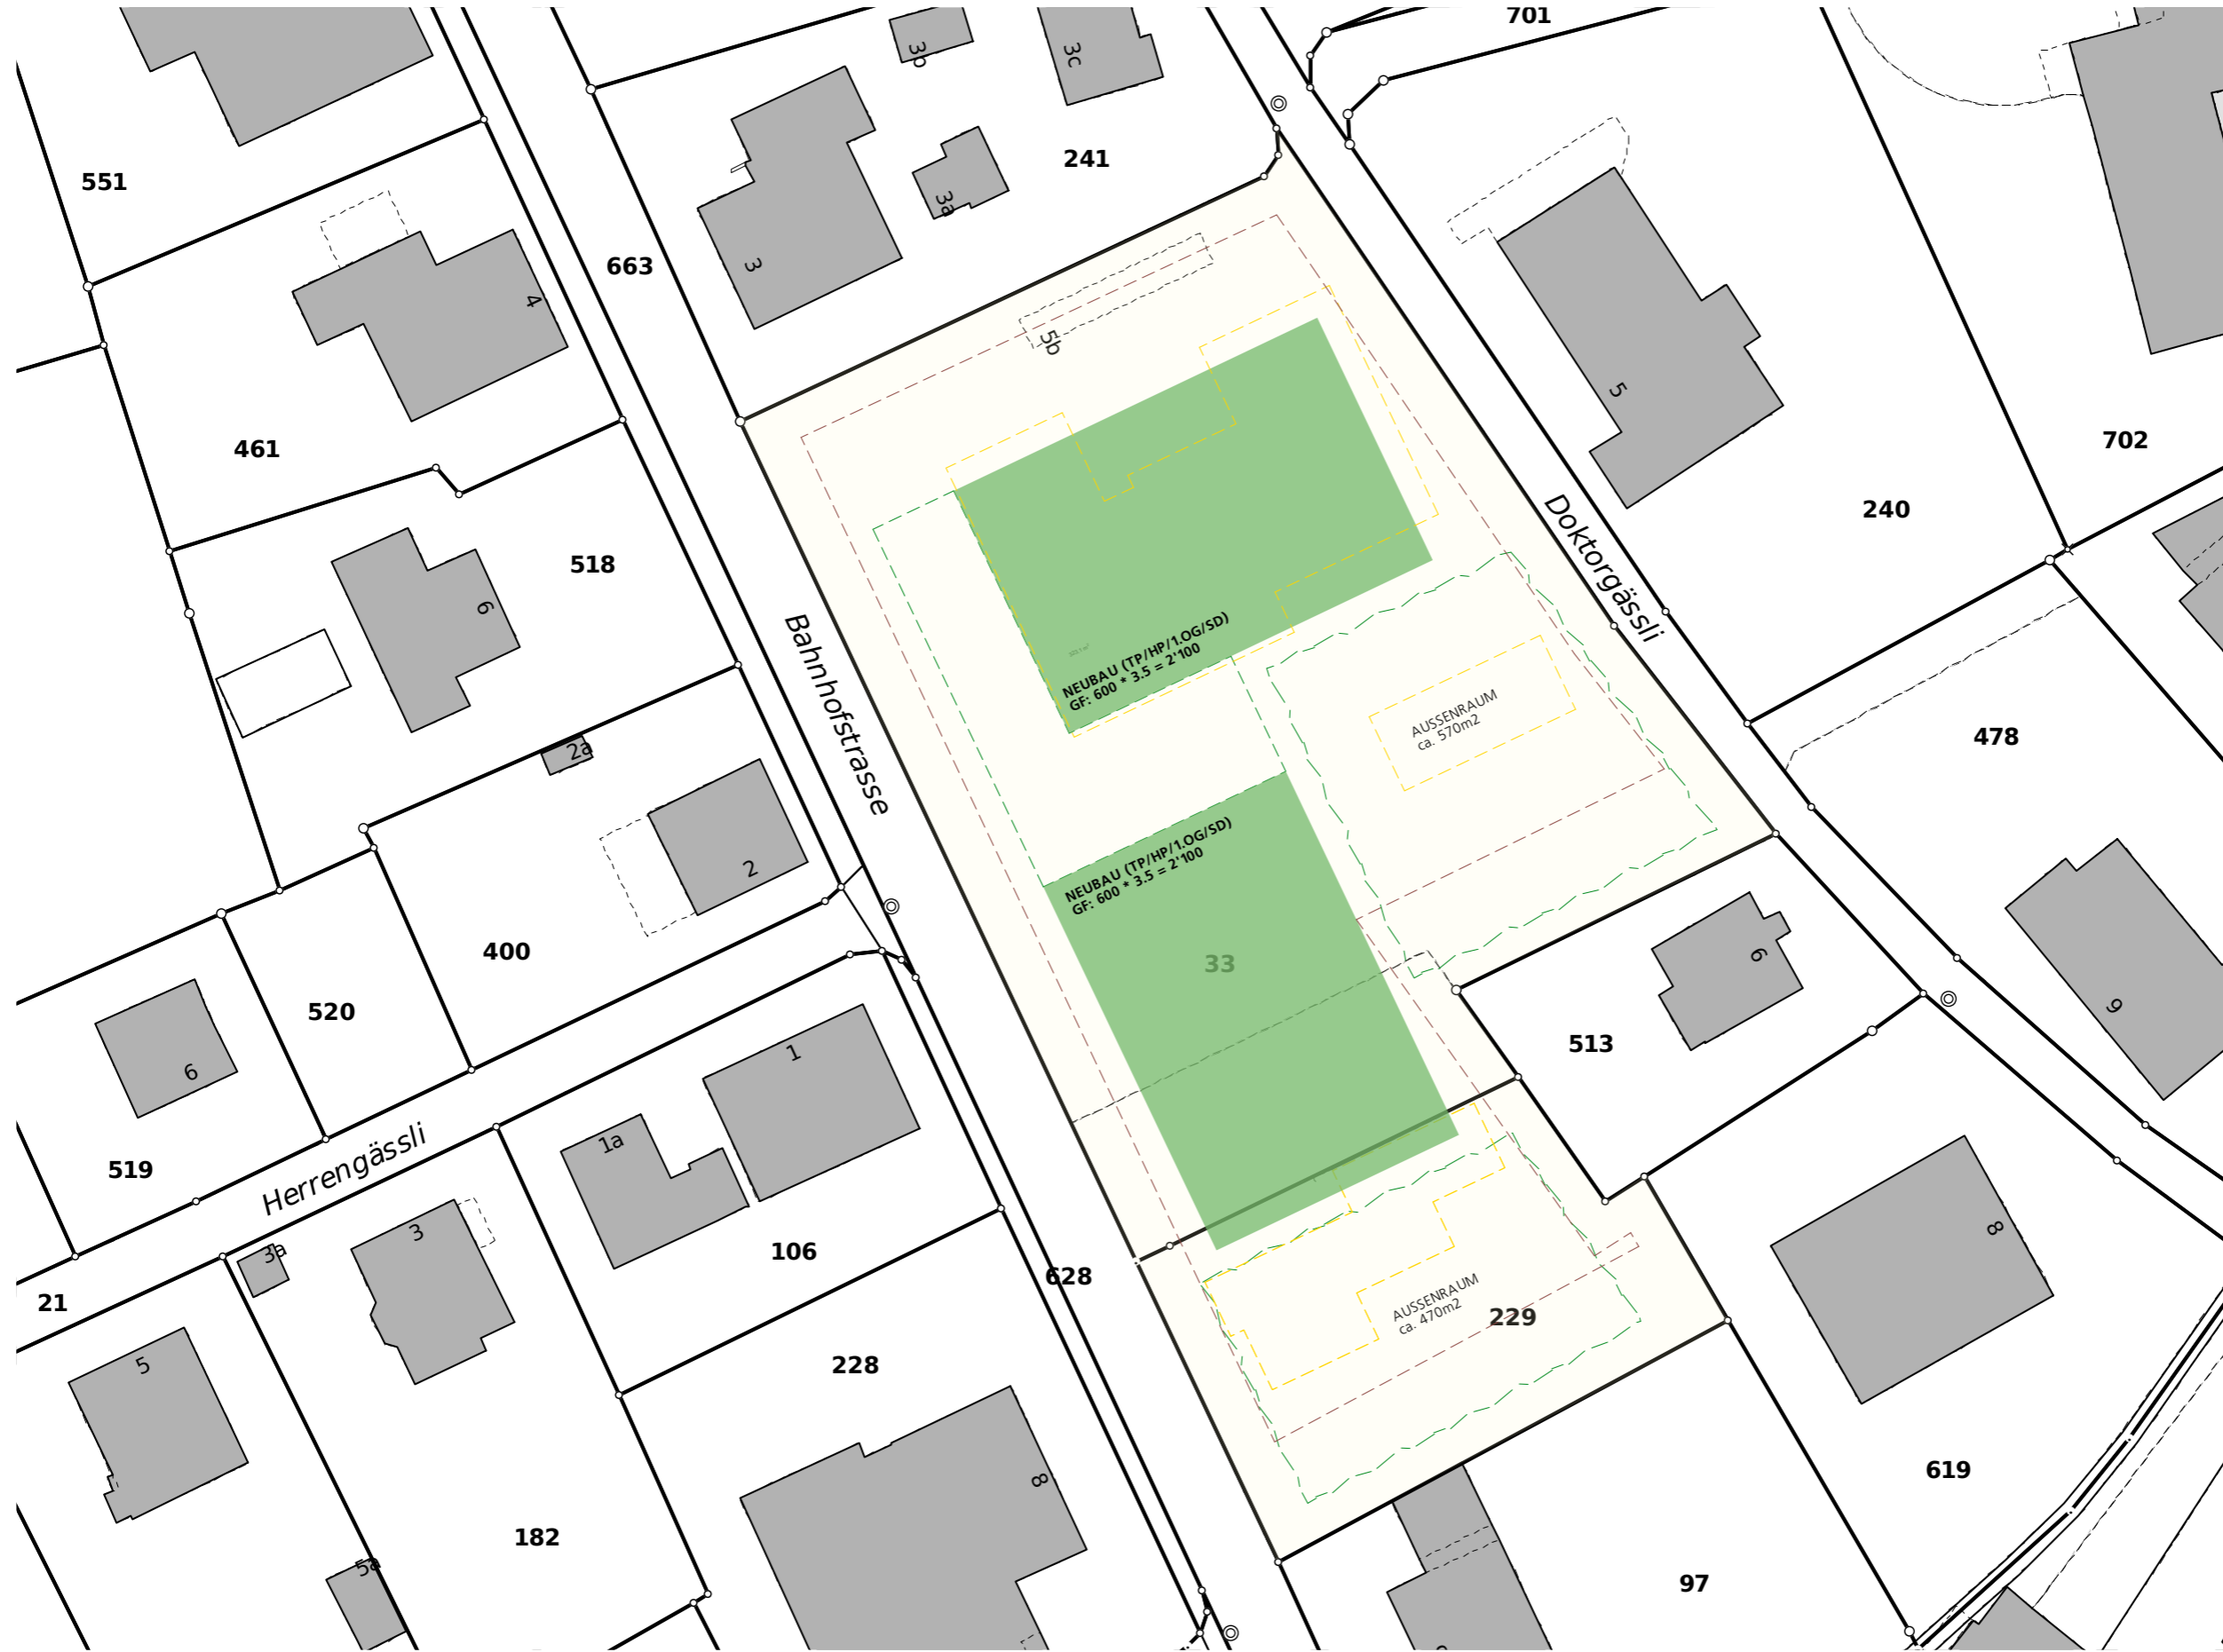 701
3b
3c
551
241
3a
3
663
4
5b
5
461
702
240
518
6
Doktorgässli
NEUBAU (TP/HP/1.OG/SD)
GF: 600 * 3.5 = 2'100
Bahnhofstrasse
AUSSENRAUM
ca. 570m2
478
2a
2
NEUBAU (TP/HP/1.OG/SD)
GF: 600 * 3.5 = 2'100
400
33
6
9
520
513
1
6
1a
519
Herrengässli
3
3a
106
628
8
21
AUSSENRAUM
ca. 470m2
229
5
228
619
8
182
5a
97